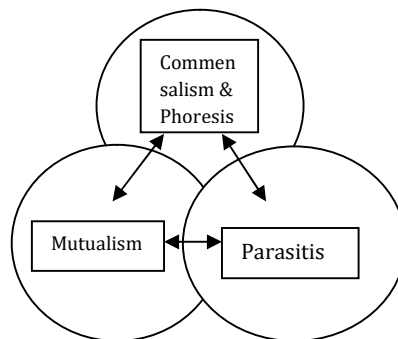 Commen
salism &
Phoresis
Mutualism
Parasitis